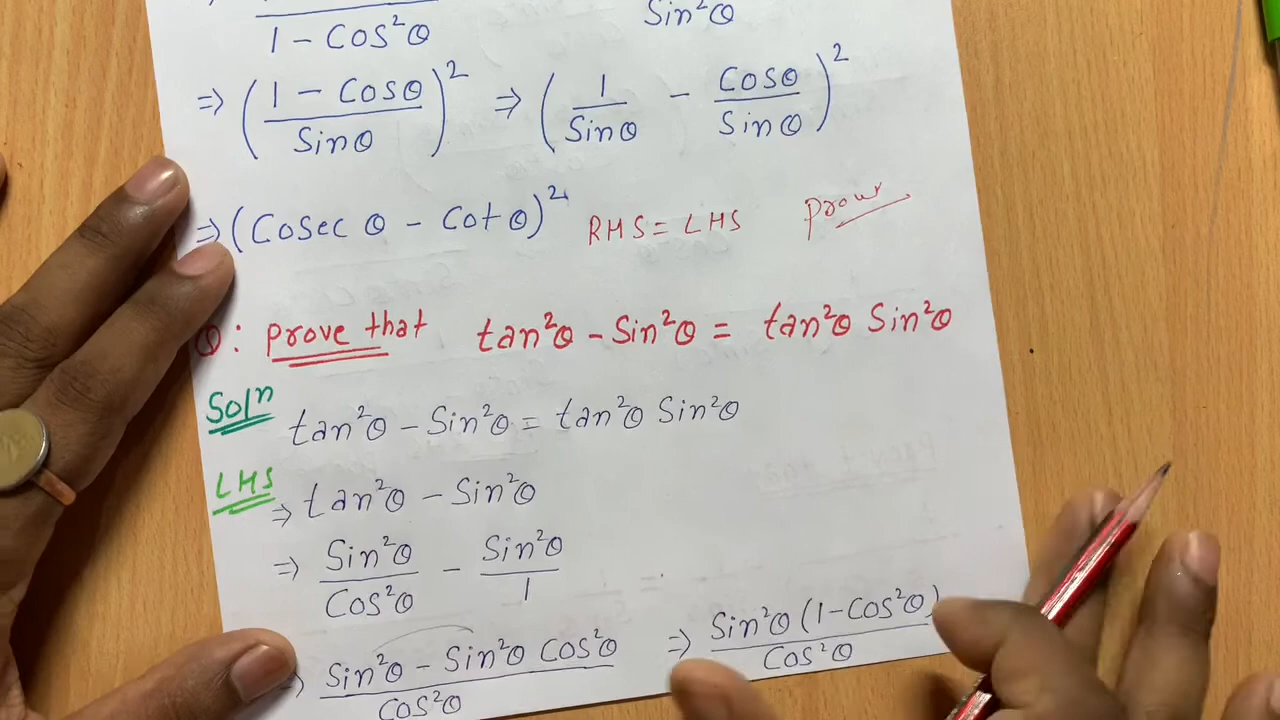 1 - Cos²θ Sin²θ
⇒ (1 - Cosθ / Sinθ)² ⇒ (1 / Sinθ - Cosθ / Sinθ)²
⇒ (Cosec θ - Cot θ)² RHS = LHS
Q: prove that tan²θ - Sin²θ = tan²θ Sin²θ
Solⁿ tan²θ - Sin²θ = tan²θ Sin²θ
LHS ⇒ tan²θ - Sin²θ
⇒ Sin²θ / Cos²θ - Sin²θ / 1
⇒ Sin²θ - Sin²θ Cos²θ / Cos²θ ⇒ Sin²θ (1 - Cos²θ) / Cos²θ